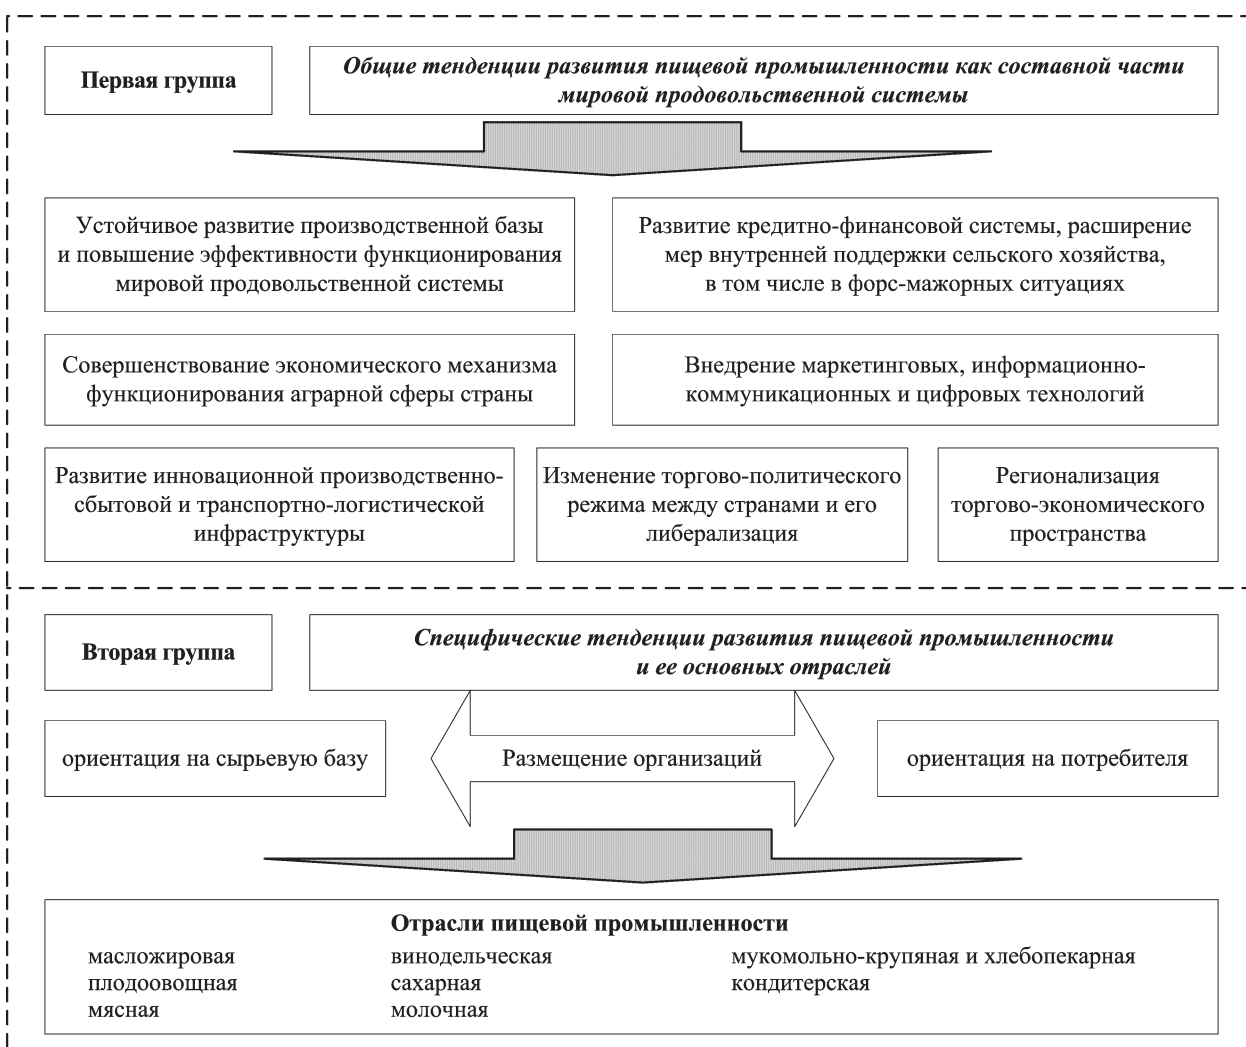 Первая группа
Общие тенденции развития пищевой промышленности как составной части
мировой продовольственной системы
Устойчивое развитие производственной базы
и повышение эффективности функционирования
мировой продовольственной системы
Развитие кредитно-финансовой системы, расширение
мер внутренней поддержки сельского хозяйства,
в том числе в форс-мажорных ситуациях
Совершенствование экономического механизма
функционирования аграрной сферы страны
Внедрение маркетинговых, информационно-
коммуникационных и цифровых технологий
Развитие инновационной производственно-
сбытовой и транспортно-логистической
инфраструктуры
Изменение торгово-политического
режима между странами и его
либерализация
Регионализация
торгово-экономического
пространства
Вторая группа
Специфические тенденции развития пищевой промышленности
и ее основных отраслей
ориентация на сырьевую базу
Размещение организаций
ориентация на потребителя
Отрасли пищевой промышленности
масложировая
плодоовощная
мясная
винодельческая
сахарная
молочная
мукомольно-крупяная и хлебопекарная
кондитерская